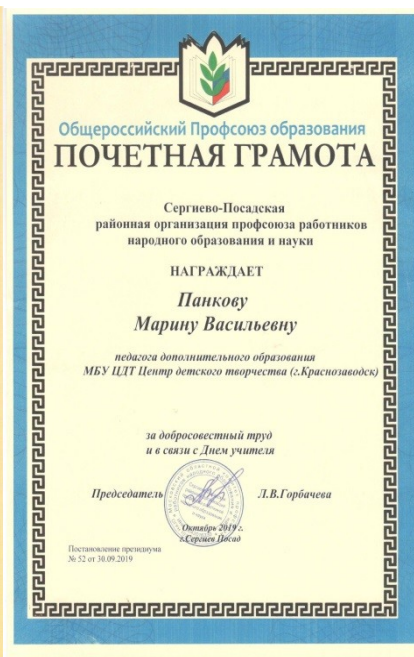 Общероссийский Профсоюз образования
ПОЧЕТНАЯ ГРАМОТА
Сергиево-Посадская
районная организация профсоюза работников
народного образования и науки
НАГРАЖДАЕТ
Панкову
Марину Васильевну
педагога дополнительного образования
МБУ ЦДТ Центр детского творчества (г.Краснозаводск)
за добросовестный труд
и в связи с Днем учителя
Председатель Л.В.Горбачева
Октябрь 2019 г.
г.Сергиев Посад
Постановление президиума
№ 52 от 30.09.2019